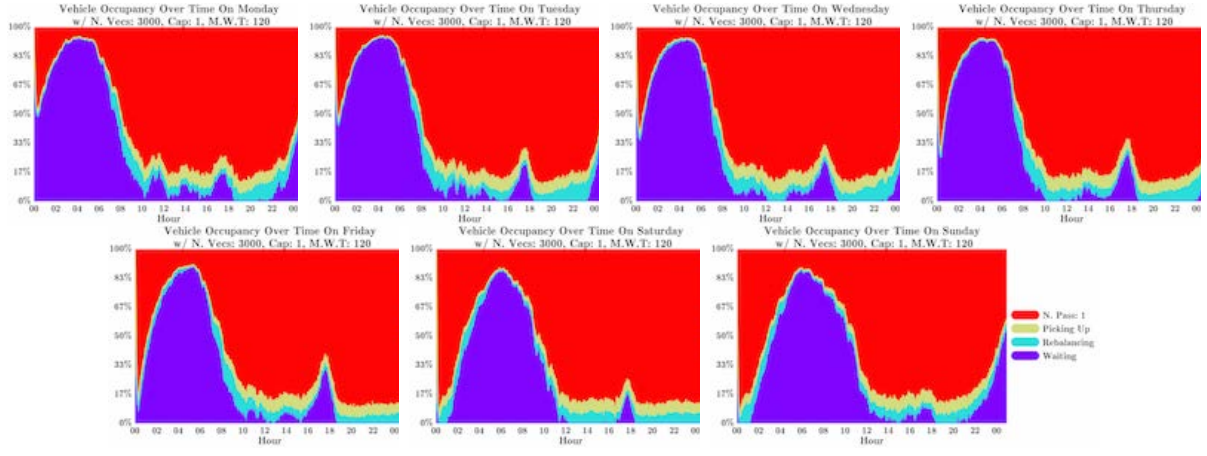 Vehicle Occupancy Over Time On Monday
w/ N. Vecs: 3000, Cap: 1, M.W.T: 120
100%
83%
67%
50%
33%
17%
0%
00 02 04 06 08 10 12 14 16 18 20 22 00
Hour
Vehicle Occupancy Over Time On Tuesday
w/ N. Vecs: 3000, Cap: 1, M.W.T: 120
100%
83%
67%
50%
33%
17%
0%
00 02 04 06 08 10 12 14 16 18 20 22 00
Hour
Vehicle Occupancy Over Time On Wednesday
w/ N. Vecs: 3000, Cap: 1, M.W.T: 120
100%
83%
67%
50%
33%
17%
0%
00 02 04 06 08 10 12 14 16 18 20 22 00
Hour
Vehicle Occupancy Over Time On Thursday
w/ N. Vecs: 3000, Cap: 1, M.W.T: 120
100%
83%
67%
50%
33%
17%
0%
00 02 04 06 08 10 12 14 16 18 20 22 00
Hour
Vehicle Occupancy Over Time On Friday
w/ N. Vecs: 3000, Cap: 1, M.W.T: 120
100%
83%
67%
50%
33%
17%
0%
00 02 04 06 08 10 12 14 16 18 20 22 00
Hour
Vehicle Occupancy Over Time On Saturday
w/ N. Vecs: 3000, Cap: 1, M.W.T: 120
100%
83%
67%
50%
33%
17%
0%
00 02 04 06 08 10 12 14 16 18 20 22 00
Hour
Vehicle Occupancy Over Time On Sunday
w/ N. Vecs: 3000, Cap: 1, M.W.T: 120
100%
83%
67%
50%
33%
17%
0%
00 02 04 06 08 10 12 14 16 18 20 22 00
Hour
N. Pass: 1
Picking Up
Rebalancing
Waiting